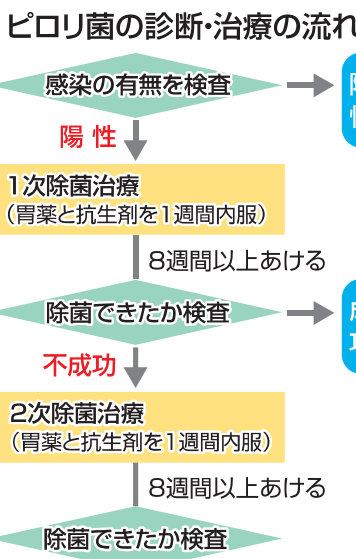 ピロリ菌の診断・治療の流れ
感染の有無を検査
陽性
1次除菌治療
（胃薬と抗生剤を1週間内服）
8週間以上あける
除菌できたか検査
不成功
2次除菌治療
（胃薬と抗生剤を1週間内服）
8週間以上あける
除菌できたか検査